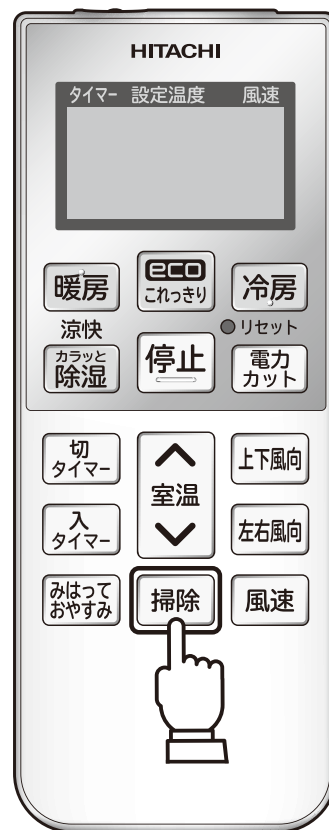 HITACHI
タイマー 設定温度 風速
暖房
eco
これっきり
冷房
涼快
カラッと
除湿
停止
リセット
電力
カット
切
タイマー
室温
上下風向
入
タイマー
左右風向
みはって
おやすみ
掃除
風速